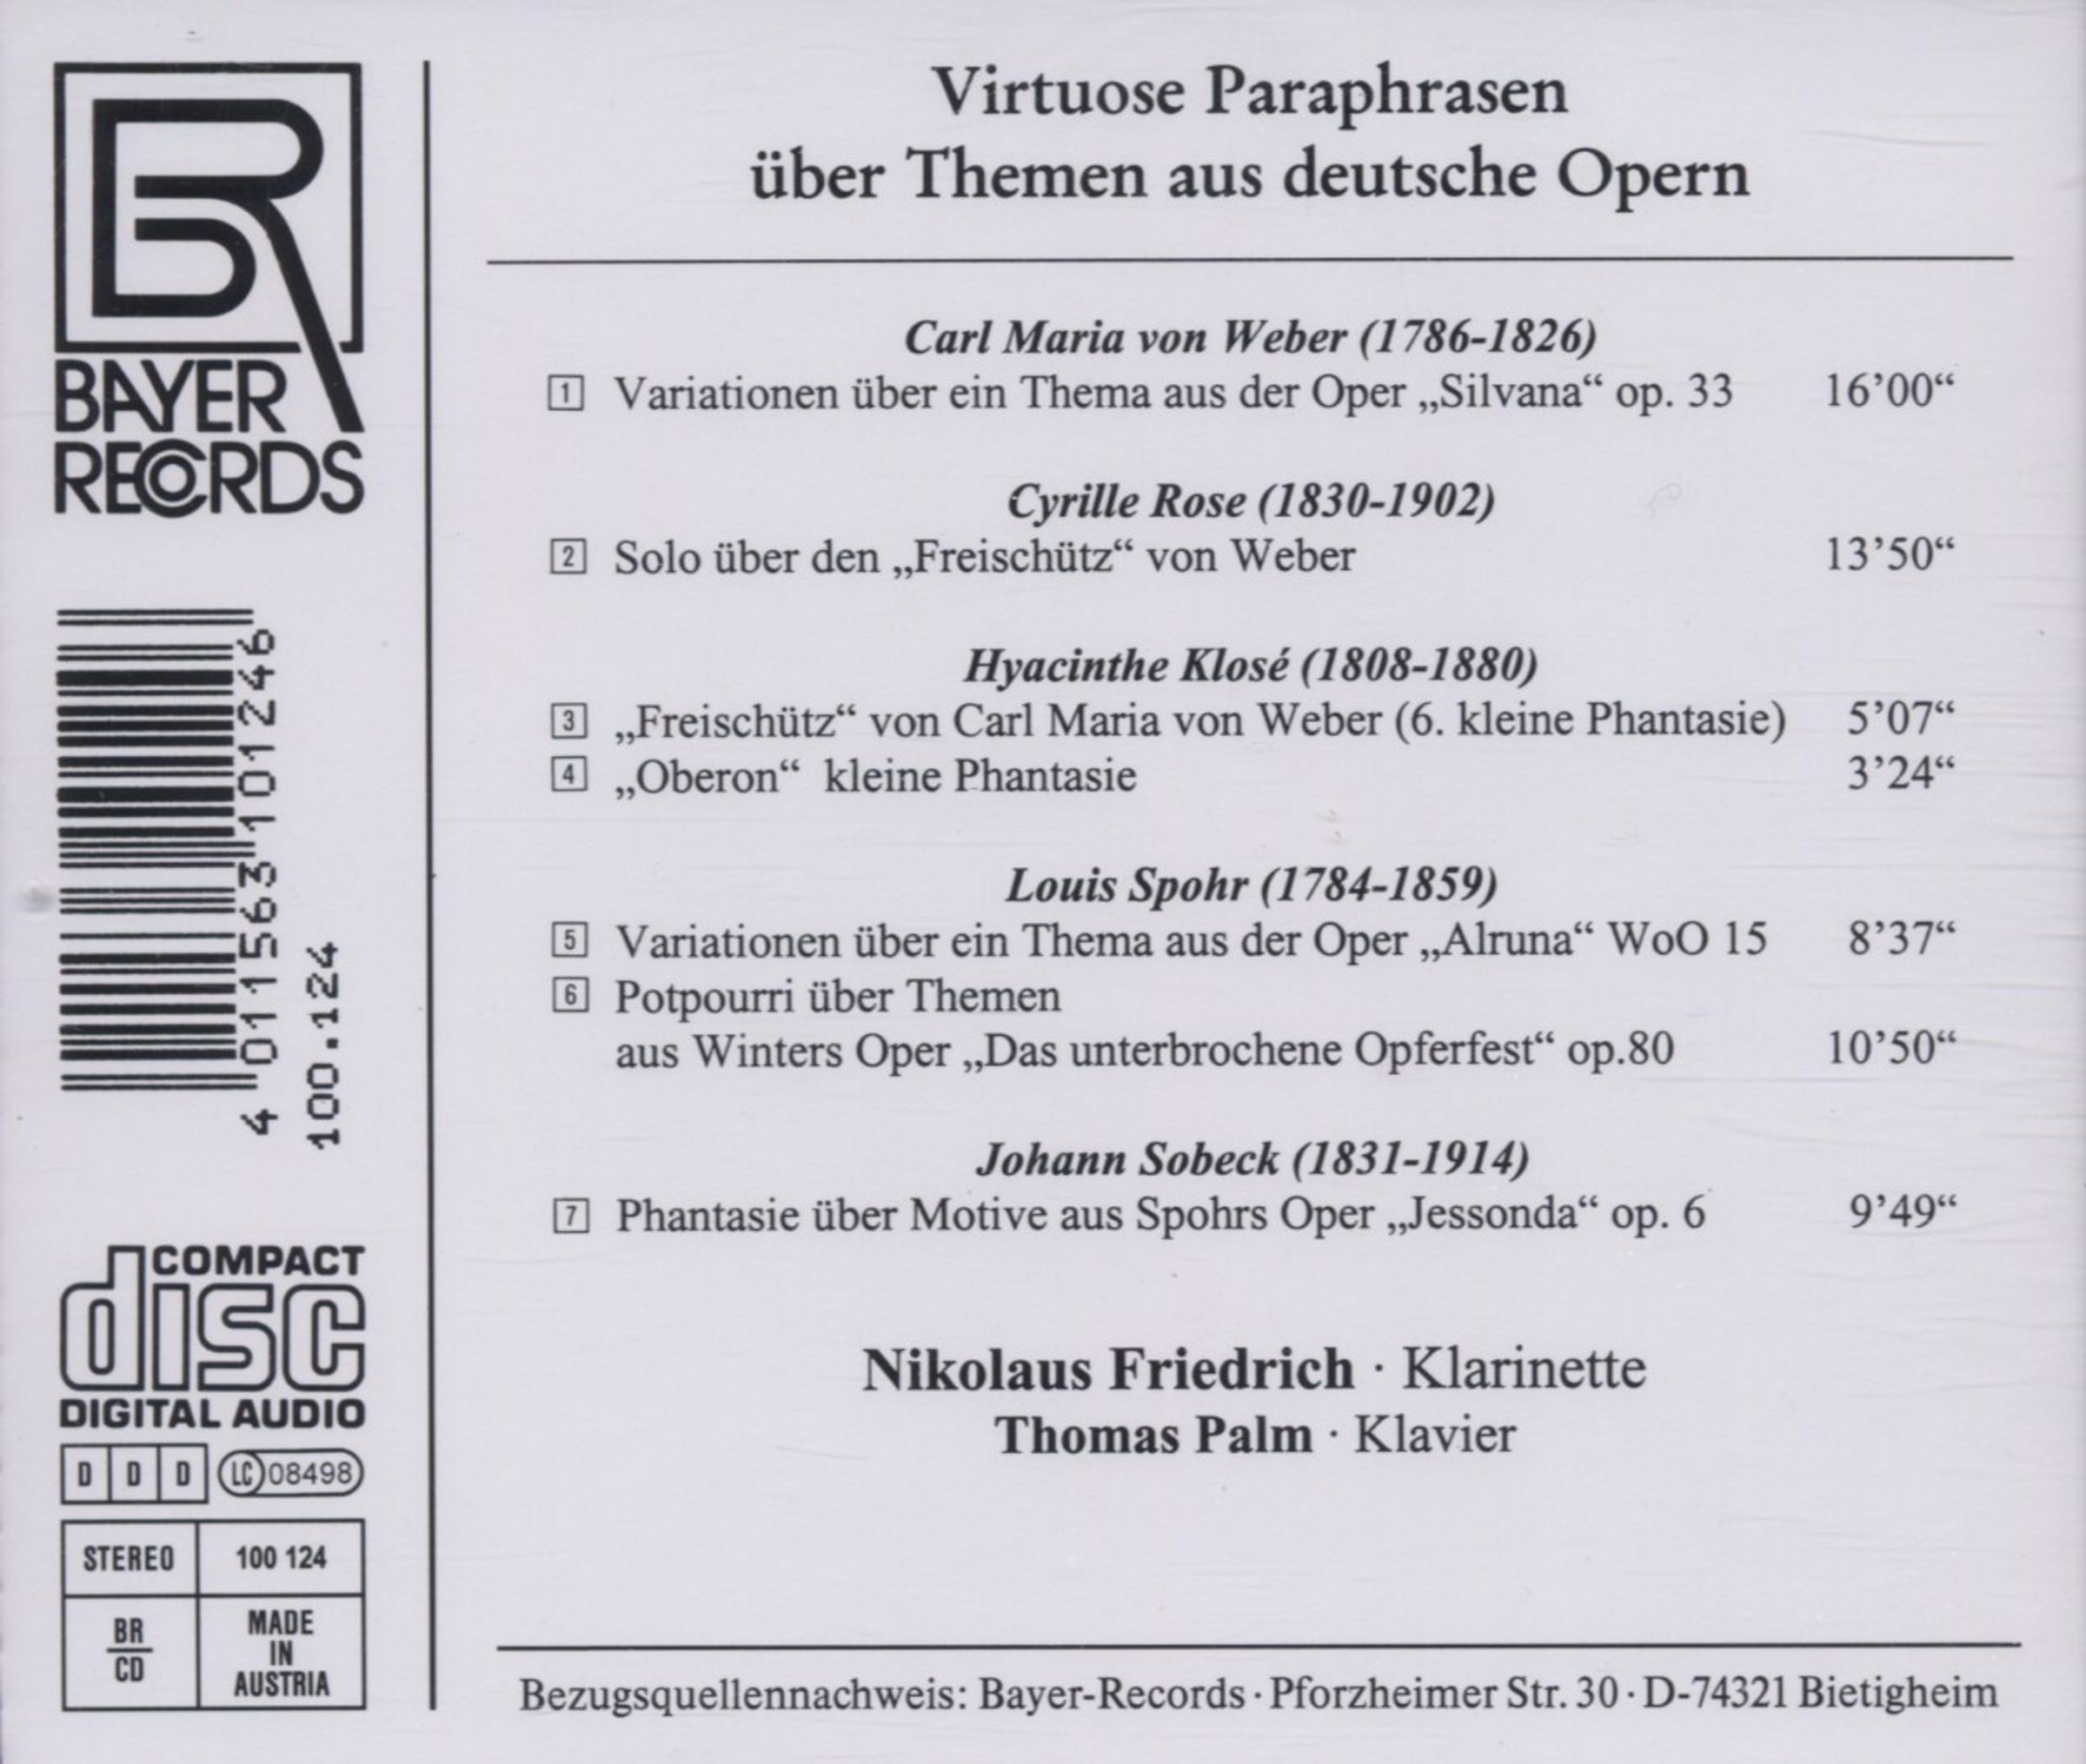 BR
BAYER
RECORDS
4 011563 101246
100.124
COMPACT
disc
DIGITAL AUDIO
D D D LC 08498
STEREO 100 124
BR
CD
MADE
IN
AUSTRIA
Virtuose Paraphrasen
über Themen aus deutsche Opern
Carl Maria von Weber (1786-1826)
1 Variationen über ein Thema aus der Oper „Silvana“ op. 33 16’00“
Cyrille Rose (1830-1902)
2 Solo über den „Freischütz“ von Weber 13’50“
Hyacinthe Klosé (1808-1880)
3 „Freischütz“ von Carl Maria von Weber (6. kleine Phantasie) 5’07“
4 „Oberon“ kleine Phantasie 3’24“
Louis Spohr (1784-1859)
5 Variationen über ein Thema aus der Oper „Alruna“ WoO 15 8’37“
6 Potpourri über Themen
aus Winters Oper „Das unterbrochene Opferfest“ op.80 10’50“
Johann Sobeck (1831-1914)
7 Phantasie über Motive aus Spohrs Oper „Jessonda“ op. 6 9’49“
Nikolaus Friedrich · Klarinette
Thomas Palm · Klavier
Bezugsquellennachweis: Bayer-Records · Pforzheimer Str. 30 · D-74321 Bietigheim